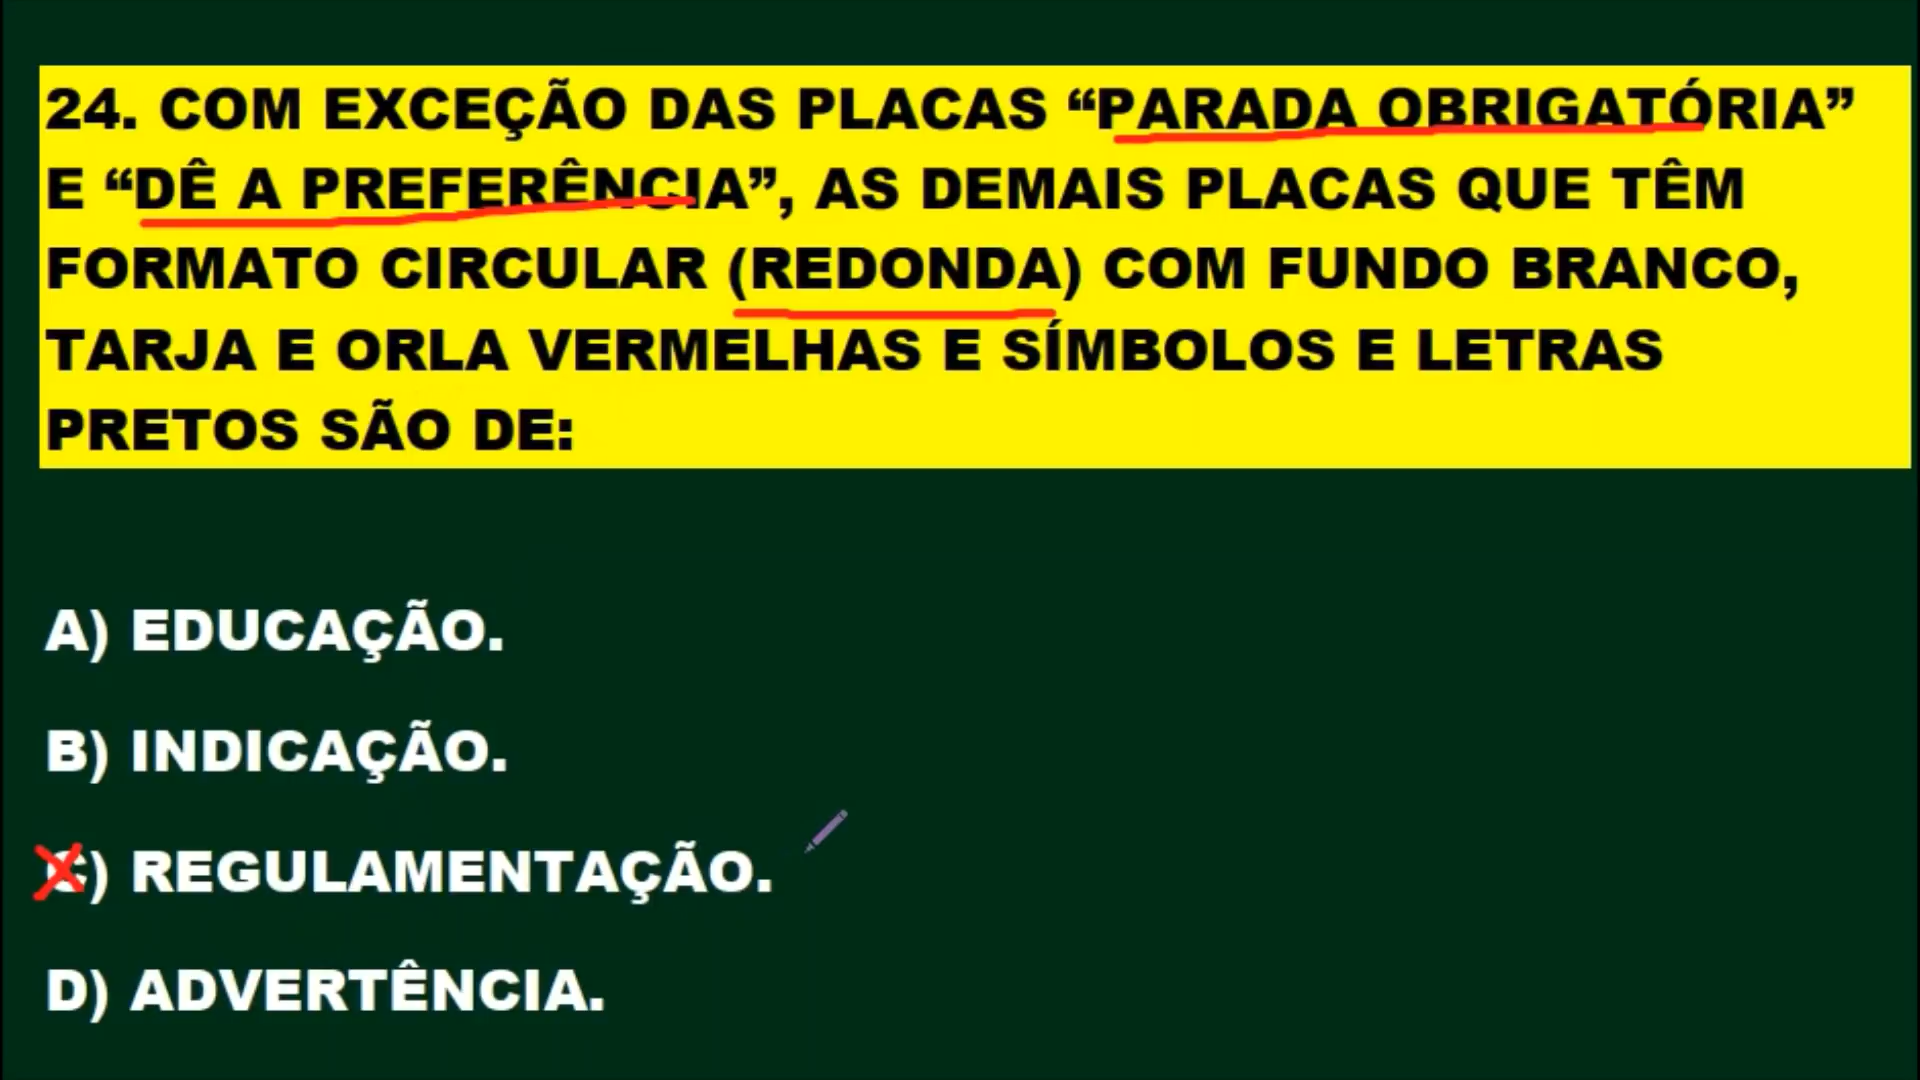 24. COM EXCEÇÃO DAS PLACAS “PARADA OBRIGATÓRIA”
E “DÊ A PREFERÊNCIA”, AS DEMAIS PLACAS QUE TÊM
FORMATO CIRCULAR (REDONDA) COM FUNDO BRANCO,
TARJA E ORLA VERMELHAS E SÍMBOLOS E LETRAS
PRETOS SÃO DE:
A) EDUCAÇÃO.
B) INDICAÇÃO.
C) REGULAMENTAÇÃO.
D) ADVERTÊNCIA.